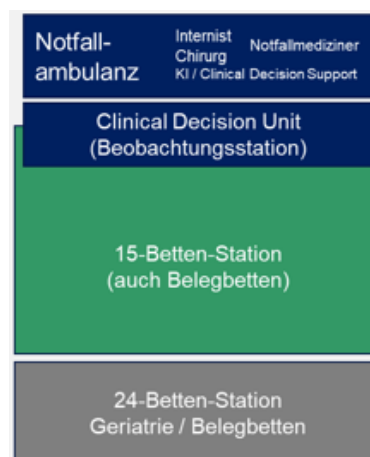 Notfall-
ambulanz
Internist
Chirurg
Notfallmediziner
KI / Clinical Decision Support
Clinical Decision Unit
(Beobachtungsstation)
15-Betten-Station
(auch Belegbetten)
24-Betten-Station
Geriatrie / Belegbetten